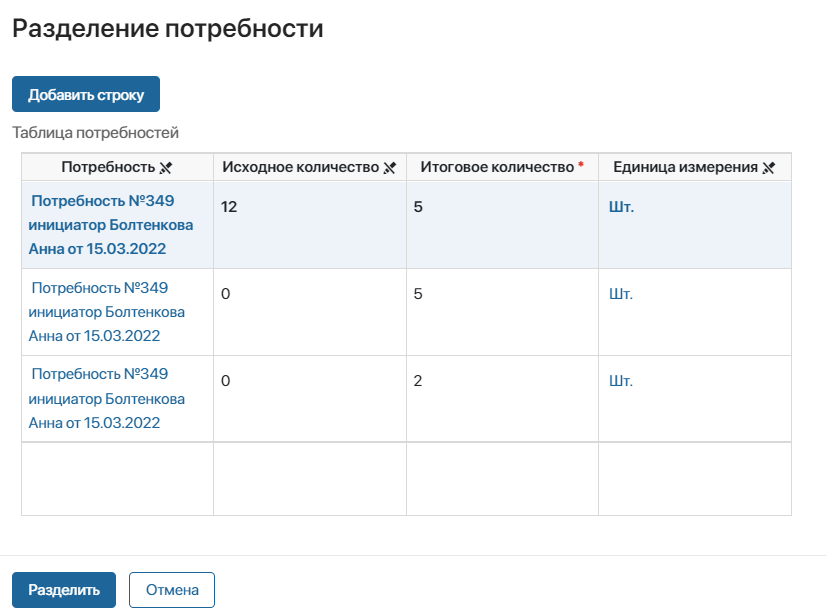 Разделение потребности
Добавить строку
Таблица потребностей
Потребность Исходное количество Итоговое количество * Единица измерения
Потребность №349 12 5 Шт.
инициатор Болтенкова
Анна от 15.03.2022
Потребность №349 0 5 Шт.
инициатор Болтенкова
Анна от 15.03.2022
Потребность №349 0 2 Шт.
инициатор Болтенкова
Анна от 15.03.2022
Разделить Отмена